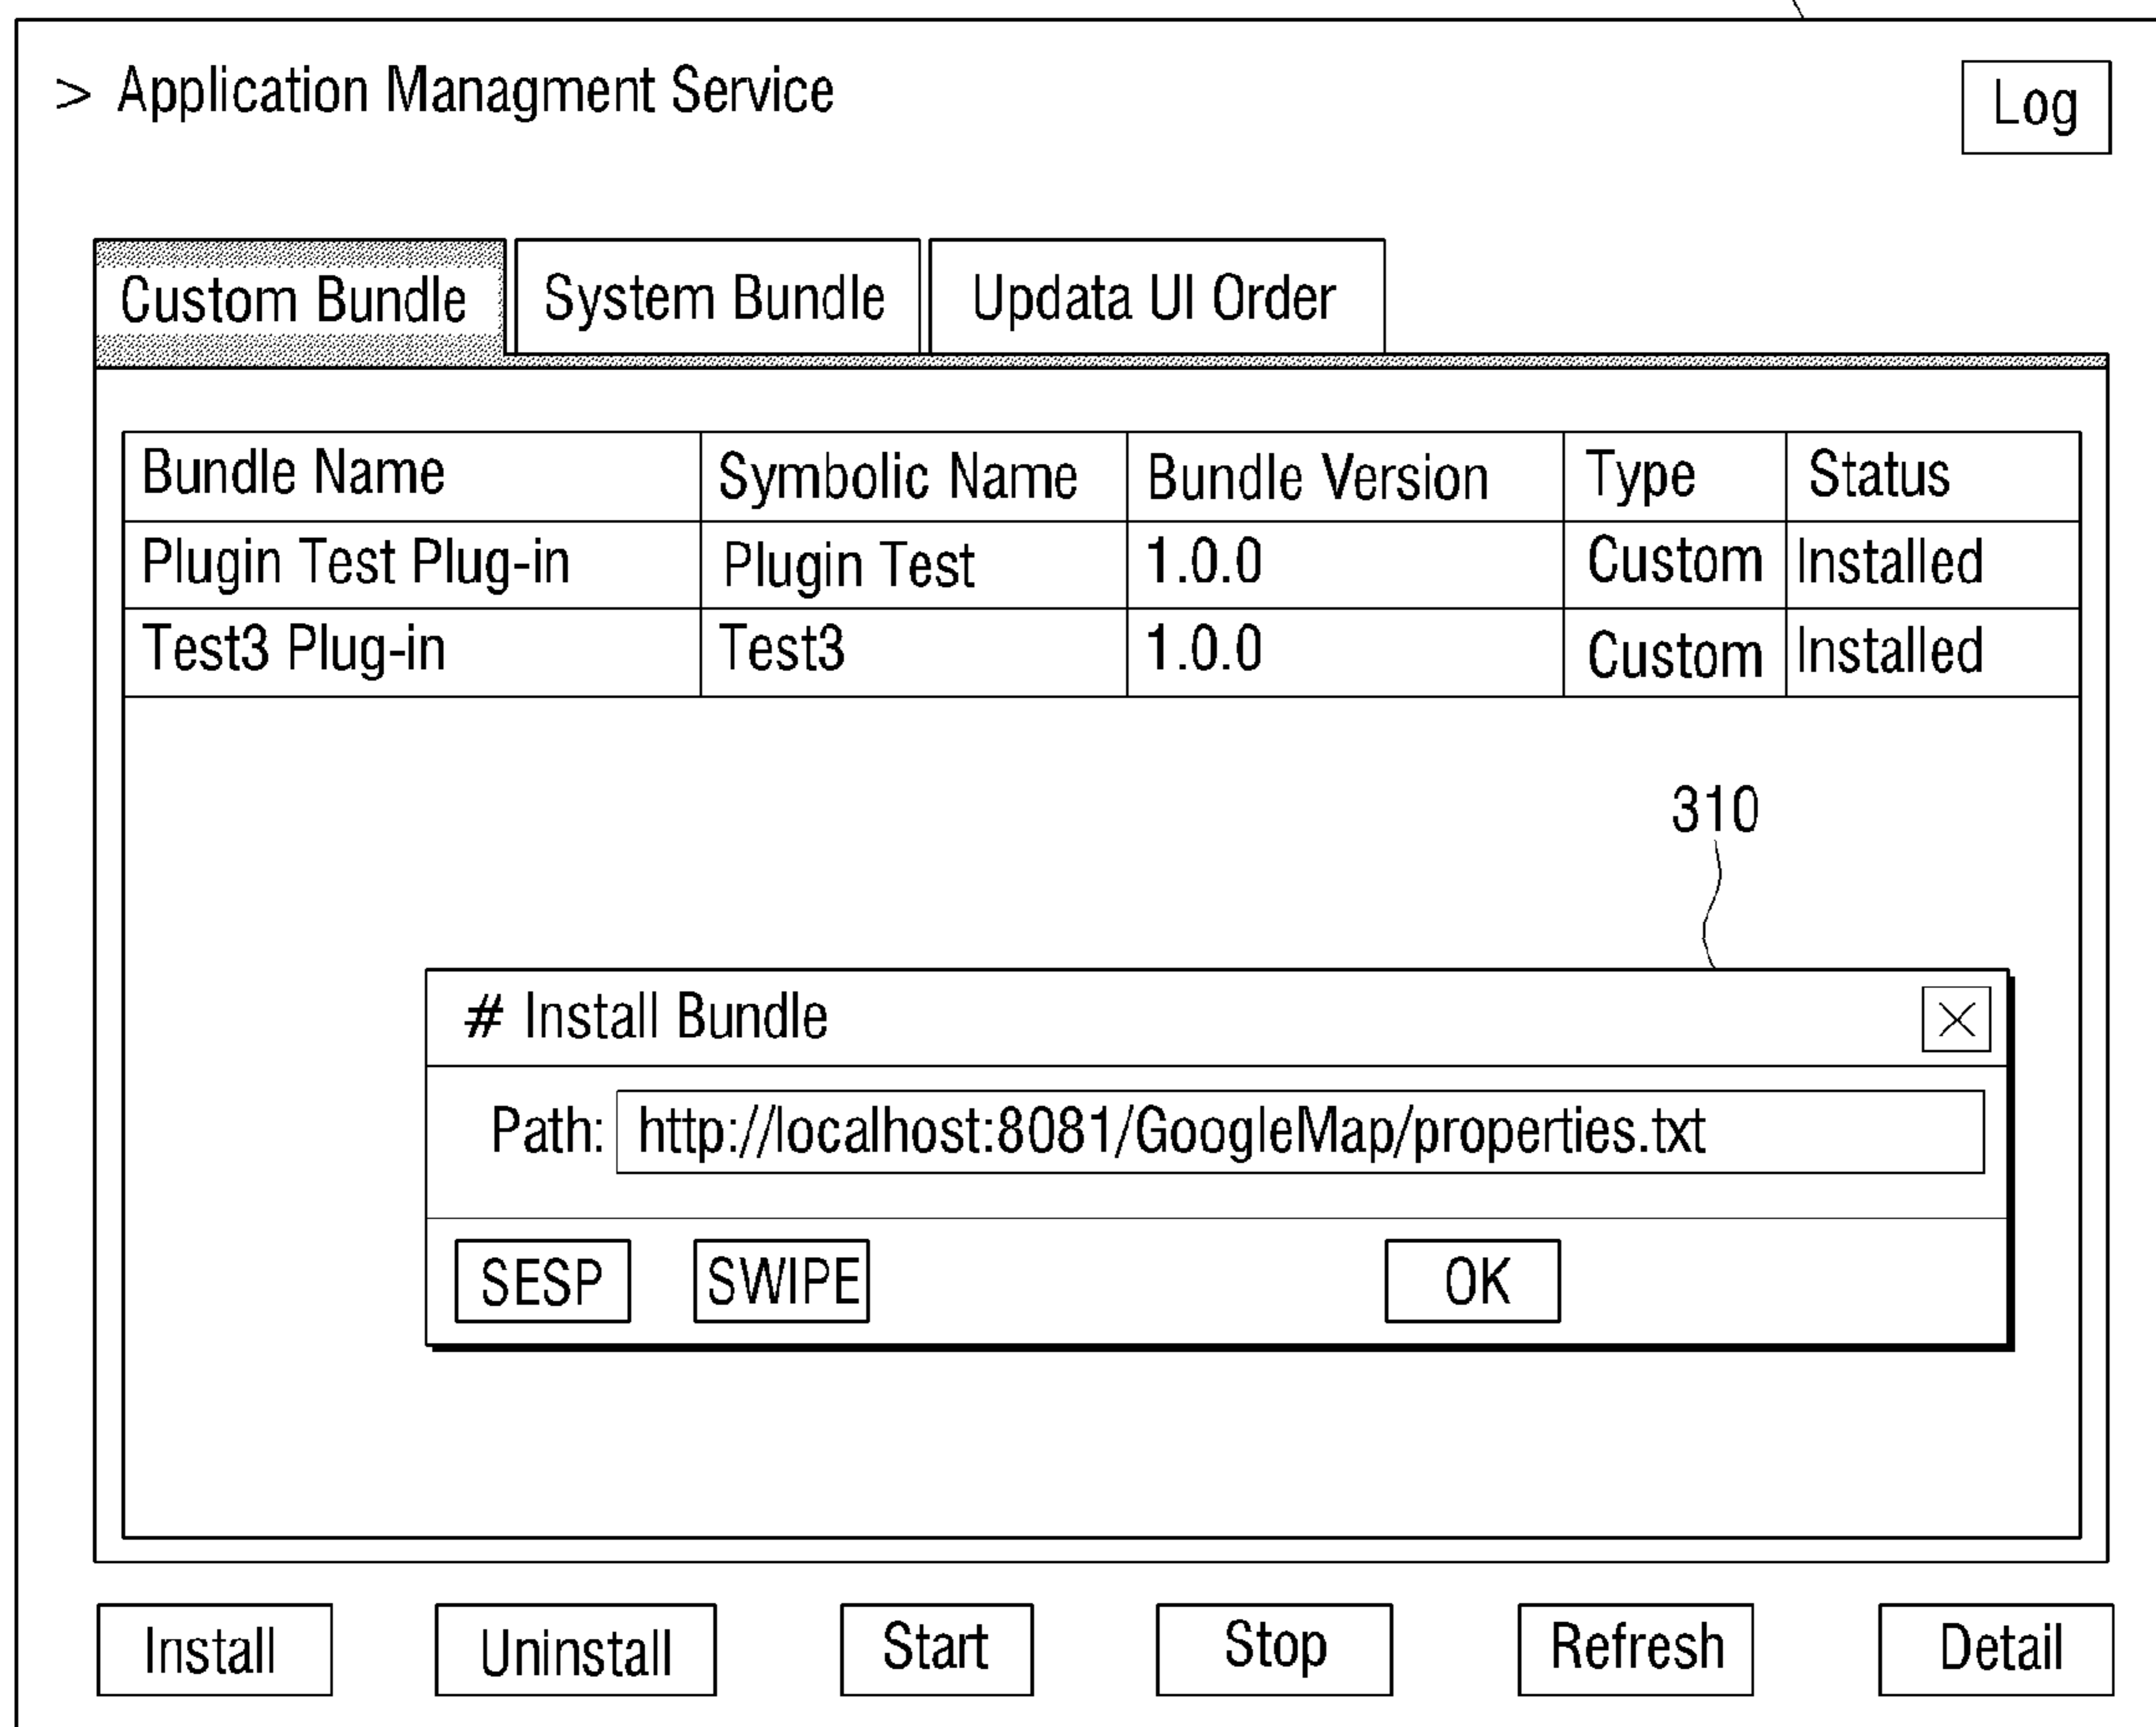 > Application Managment Service
Log
Custom Bundle System Bundle Updata UI Order
Bundle Name Symbolic Name Bundle Version Type Status
Plugin Test Plug-in Plugin Test 1.0.0 Custom Installed
Test3 Plug-in Test3 1.0.0 Custom Installed
310
# Install Bundle
Path: http://localhost:8081/GoogleMap/properties.txt
SESP SWIPE OK
Install Uninstall Start Stop Refresh Detail